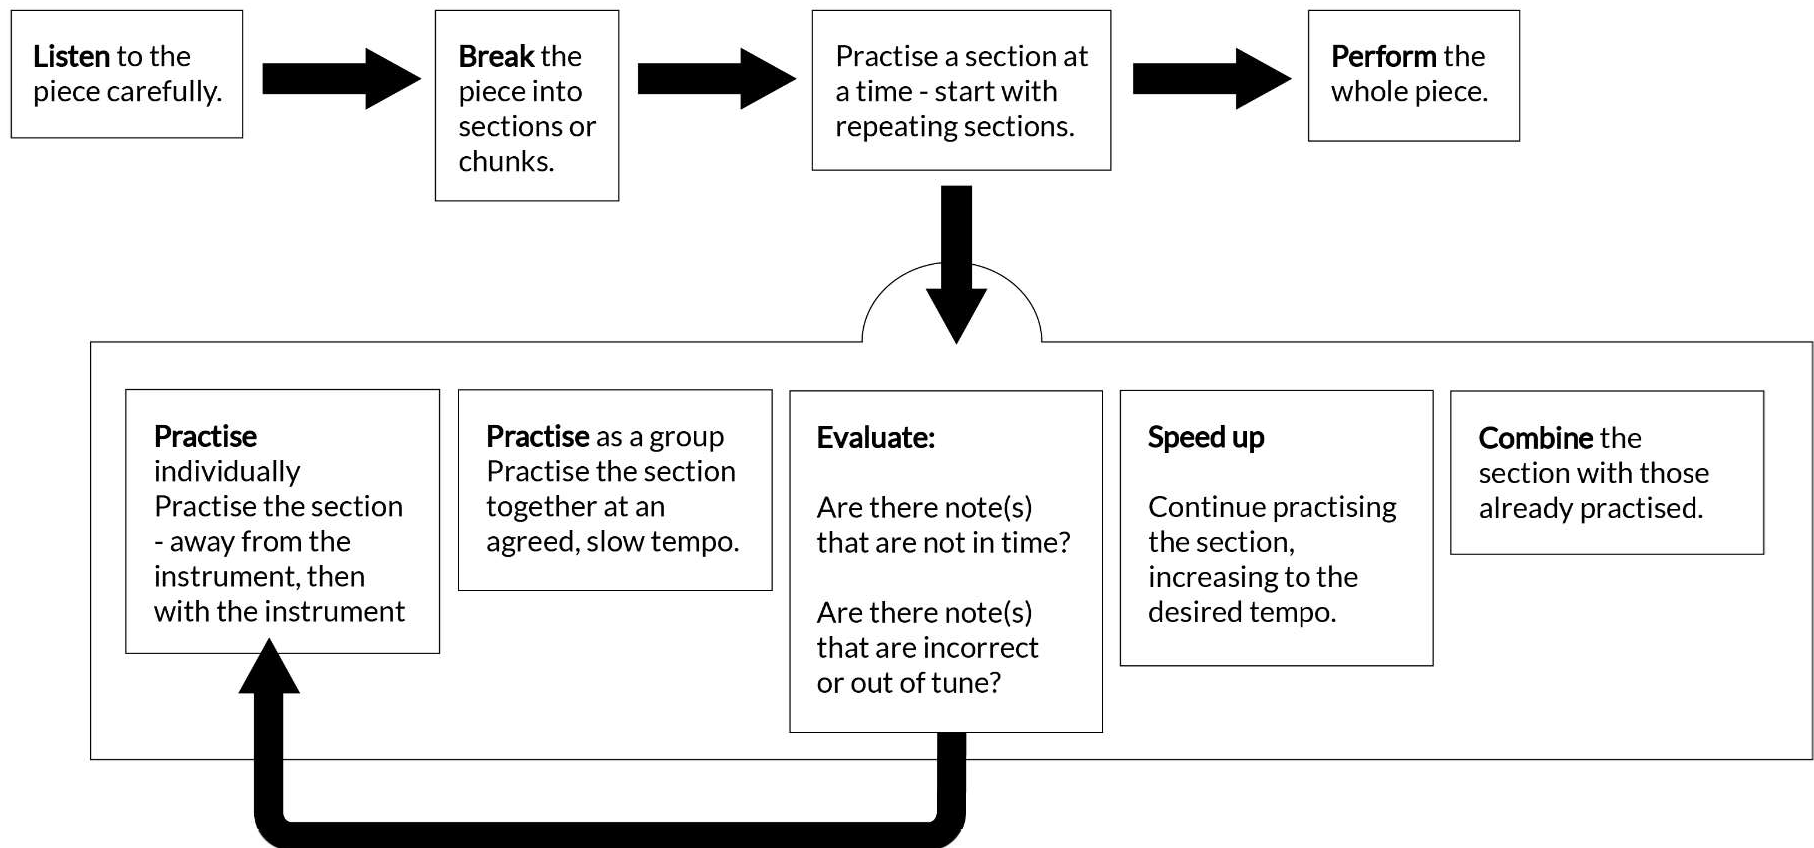 Listen to the
piece carefully.
Break the
piece into
sections or
chunks.
Practise a section at
a time - start with
repeating sections.
Perform the
whole piece.
Practise
individually
Practise the section
- away from the
instrument, then
with the instrument
Practise as a group
Practise the section
together at an
agreed, slow tempo.
Evaluate:
Are there note(s)
that are not in time?
Are there note(s)
that are incorrect
or out of tune?
Speed up
Continue practising
the section,
increasing to the
desired tempo.
Combine the
section with those
already practised.